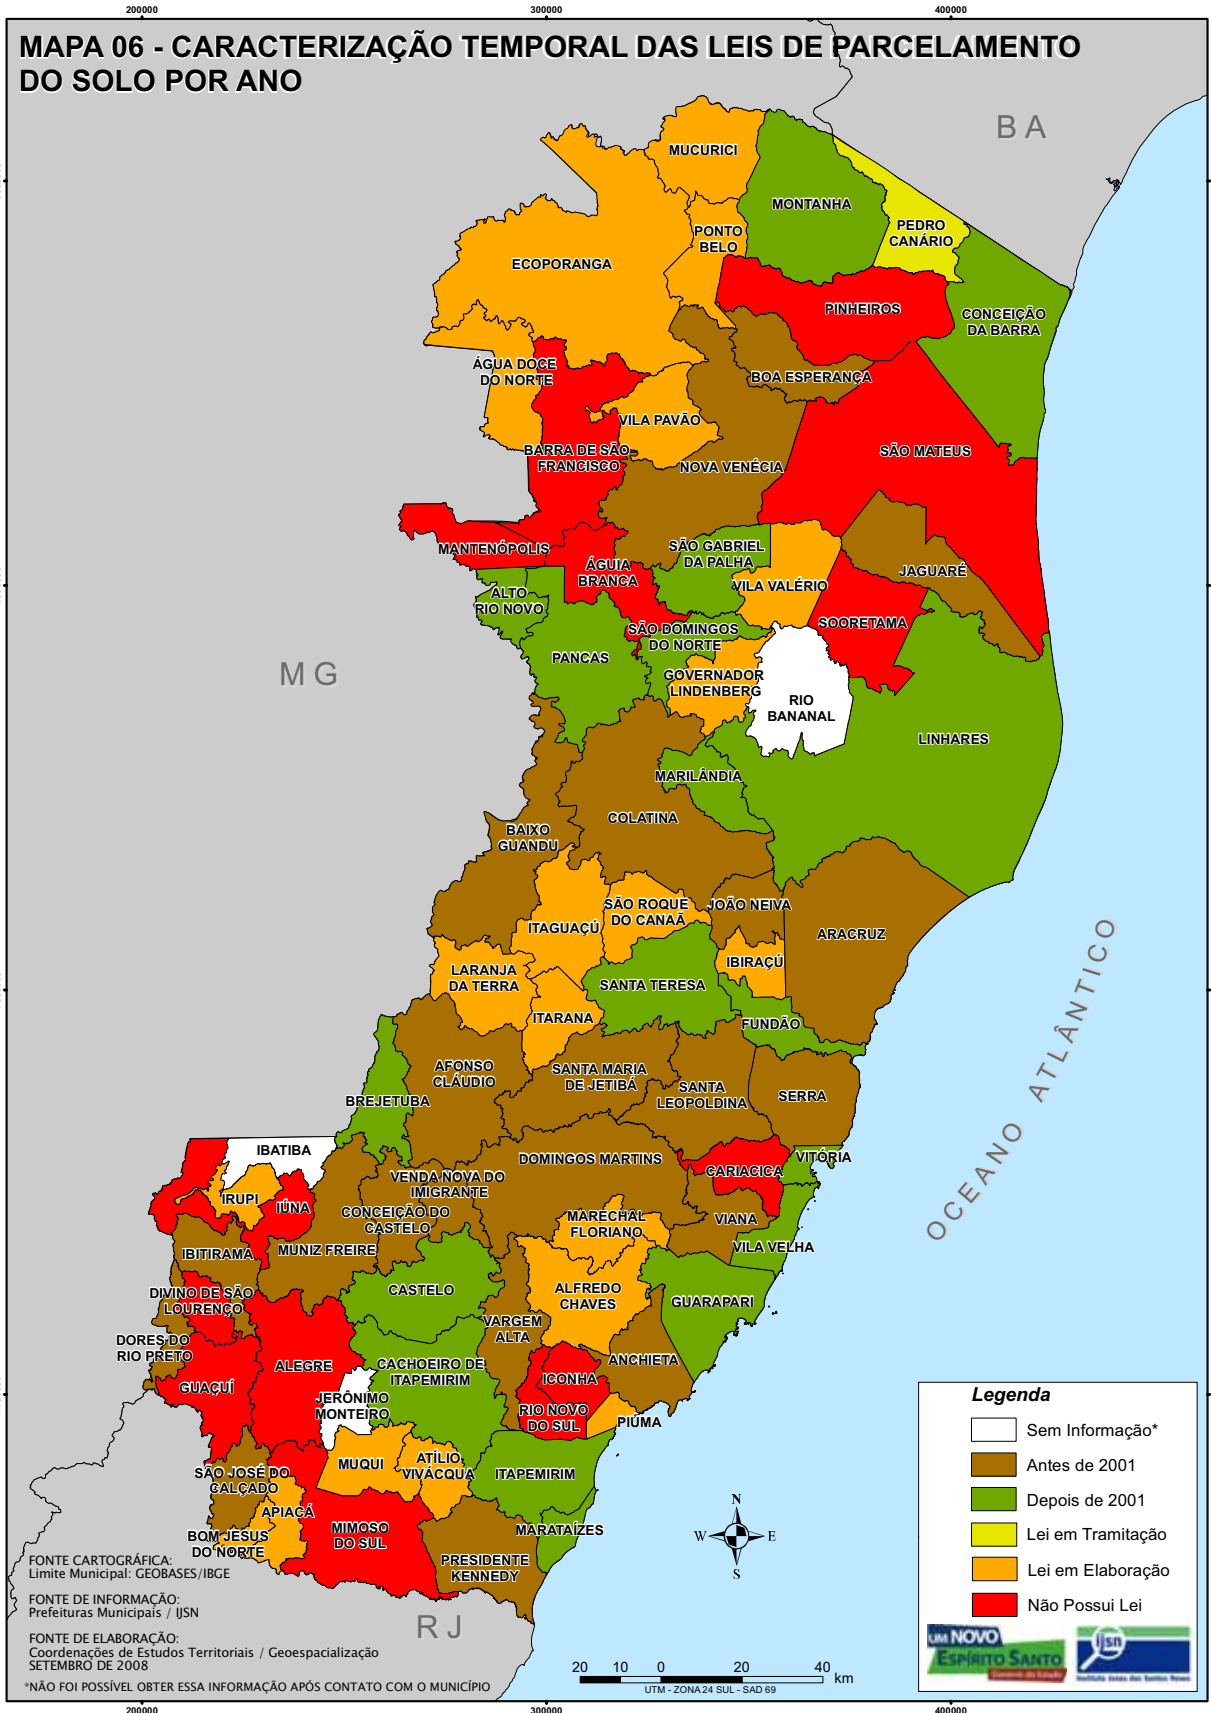 200000
300000
400000
MAPA 06 - CARACTERIZAÇÃO TEMPORAL DAS LEIS DE PARCELAMENTO
DO SOLO POR ANO
BA
MUCURICI
MONTANHA
PEDRO
CANÁRIO
PONTO
BELO
ECOPORANGA
PINHEIROS
CONCEIÇÃO
DA BARRA
ÁGUA DOCE
DO NORTE
BOA ESPERANÇA
VILA PAVÃO
BARRA DE SÃO
FRANCISCO
NOVA VENÉCIA
SÃO MATEUS
MANTENÓPOLIS
ÁGUIA
BRANCA
SÃO GABRIEL
DA PALHA
VILA VALÉRIO
JAGUARÉ
ALTO
RIO NOVO
SOORETAMA
SÃO DOMINGOS
DO NORTE
PANCAS
MG
GOVERNADOR
LINDENBERG
RIO
BANANAL
LINHARES
MARILÂNDIA
COLATINA
BAIXO
GUANDU
SÃO ROQUE
DO CANAÃ
JOÃO NEIVA
ITAGUAÇÚ
ARACRUZ
IBIRAÇÚ
LARANJA
DA TERRA
SANTA TERESA
ITARANA
FUNDÃO
OCEANO ATLÂNTICO
AFONSO
CLÁUDIO
SANTA MARIA
DE JETIBÁ
SANTA
LEOPOLDINA
SERRA
BREJETUBA
IBATIBA
DOMINGOS MARTINS
CARIACICA
VITÓRIA
VENDA NOVA DO
IMIGRANTE
IRUPI
IÚNA
CONCEIÇÃO DO
CASTELO
MARECHAL
FLORIANO
VIANA
VILA VELHA
IBITIRAMA
MUNIZ FREIRE
CASTELO
ALFREDO
CHAVES
GUARAPARI
DIVINO DE SÃO
LOURENÇO
VARGEM
ALTA
DORES DO
RIO PRETO
ALEGRE
CACHOEIRO DE
ITAPEMIRIM
ANCHIETA
GUAÇUÍ
ICONHA
JERÔNIMO
MONTEIRO
RIO NOVO
DO SUL
PIÚMA
MUQUI
ATÍLIO
VIVÁCQUA
ITAPEMIRIM
SÃO JOSÉ DO
CALÇADO
APIACÁ
MIMOSO
DO SUL
MARATAÍZES
BOM JESUS
DO NORTE
PRESIDENTE
KENNEDY
RJ
Legenda
Sem Informação*
Antes de 2001
Depois de 2001
Lei em Tramitação
Lei em Elaboração
Não Possui Lei
N
W
E
S
FONTE CARTOGRÁFICA:
Limite Municipal: GEOBASES/IBGE
FONTE DE INFORMAÇÃO:
Prefeituras Municipais / IJSN
FONTE DE ELABORAÇÃO:
Coordenações de Estudos Territoriais / Geoespacialização
SETEMBRO DE 2008
*NÃO FOI POSSÍVEL OBTER ESSA INFORMAÇÃO APÓS CONTATO COM O MUNICÍPIO
20 10 0 20 40
km
UTM - ZONA 24 SUL - SAD 69
UM NOVO
ESPÍRITO SANTO
Governo do Estado
ijsn
Instituto Jones dos Santos Neves
200000
300000
400000